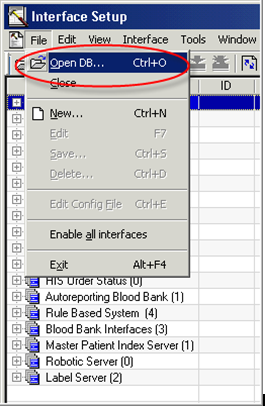 Interface Setup
File Edit View Interface Tools Window
Open DB... Ctrl+O
Close
ID
New... Ctrl+N
Edit F7
Save... Ctrl+S
Delete... Ctrl+D
Edit Config File Ctrl+E
Enable all interfaces
Exit Alt+F4
HIS Order Status (0)
Autoreporting Blood Bank (1)
Rule Based System (4)
Blood Bank Interfaces (3)
Master Patient Index Server (1)
Robotic Server (0)
Label Server (2)